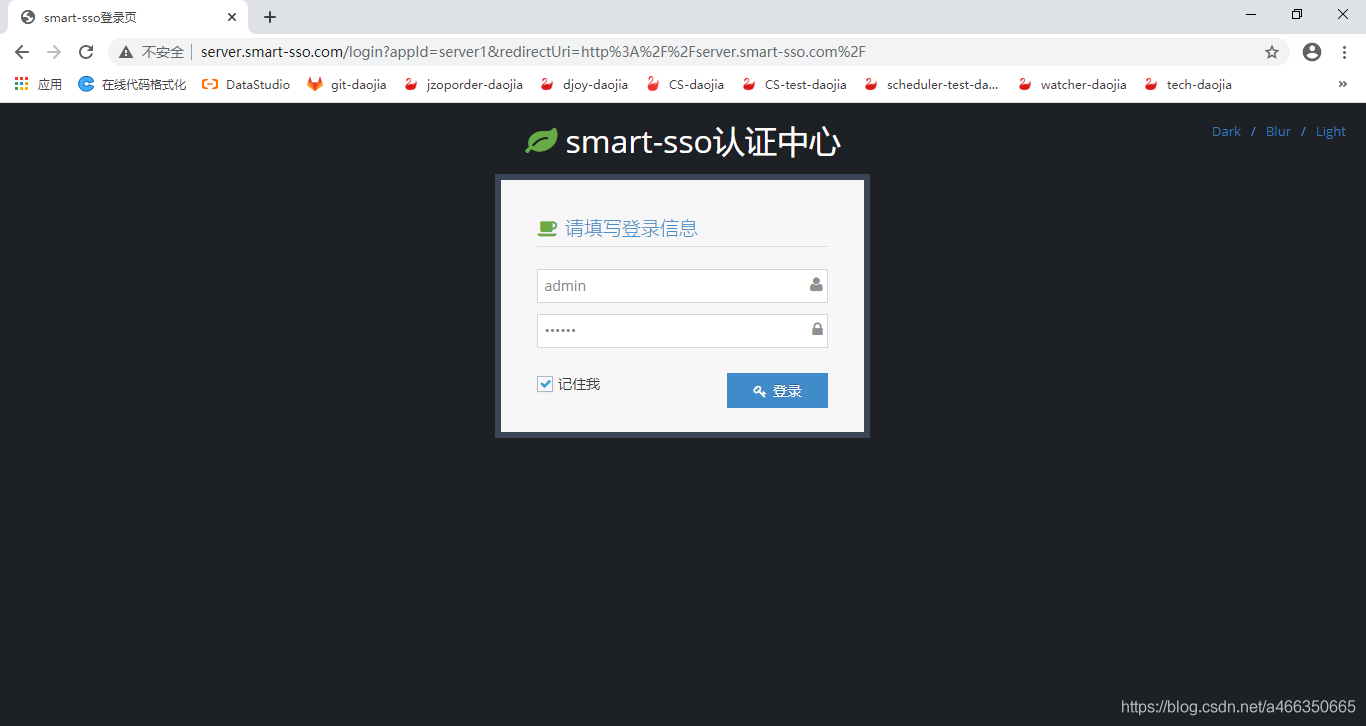 smart-sso登录页
不安全 server.smart-sso.com/login?appId=server1&redirectUri=http%3A%2F%2Fserver.smart-sso.com%2F
应用 在线代码格式化 DataStudio git-daojia jzoporder-daojia djoy-daojia CS-daojia CS-test-daojia scheduler-test-da... watcher-daojia tech-daojia »
Dark / Blur / Light
smart-sso认证中心
请填写登录信息
admin
••••••
记住我 登录
https://blog.csdn.net/a466350665